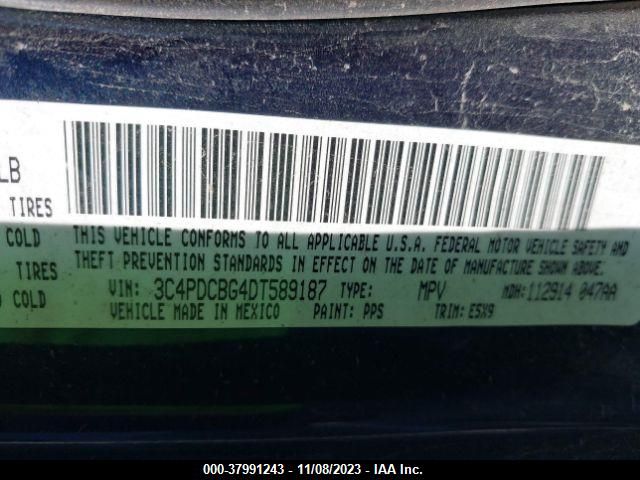 LB
TIRES
COLD
TIRES
COLD
THIS VEHICLE CONFORMS TO ALL APPLICABLE U.S.A. FEDERAL MOTOR VEHICLE SAFETY AND
THEFT PREVENTION STANDARDS IN EFFECT ON THE DATE OF MANUFACTURE SHOWN ABOVE.
VIN: 3C4PDCBG4DT589187 TYPE: MPV MDH: 112914 047AA
VEHICLE MADE IN MEXICO PAINT: PPS TRIM: E5X9
000-37991243 - 11/08/2023 - IAA Inc.